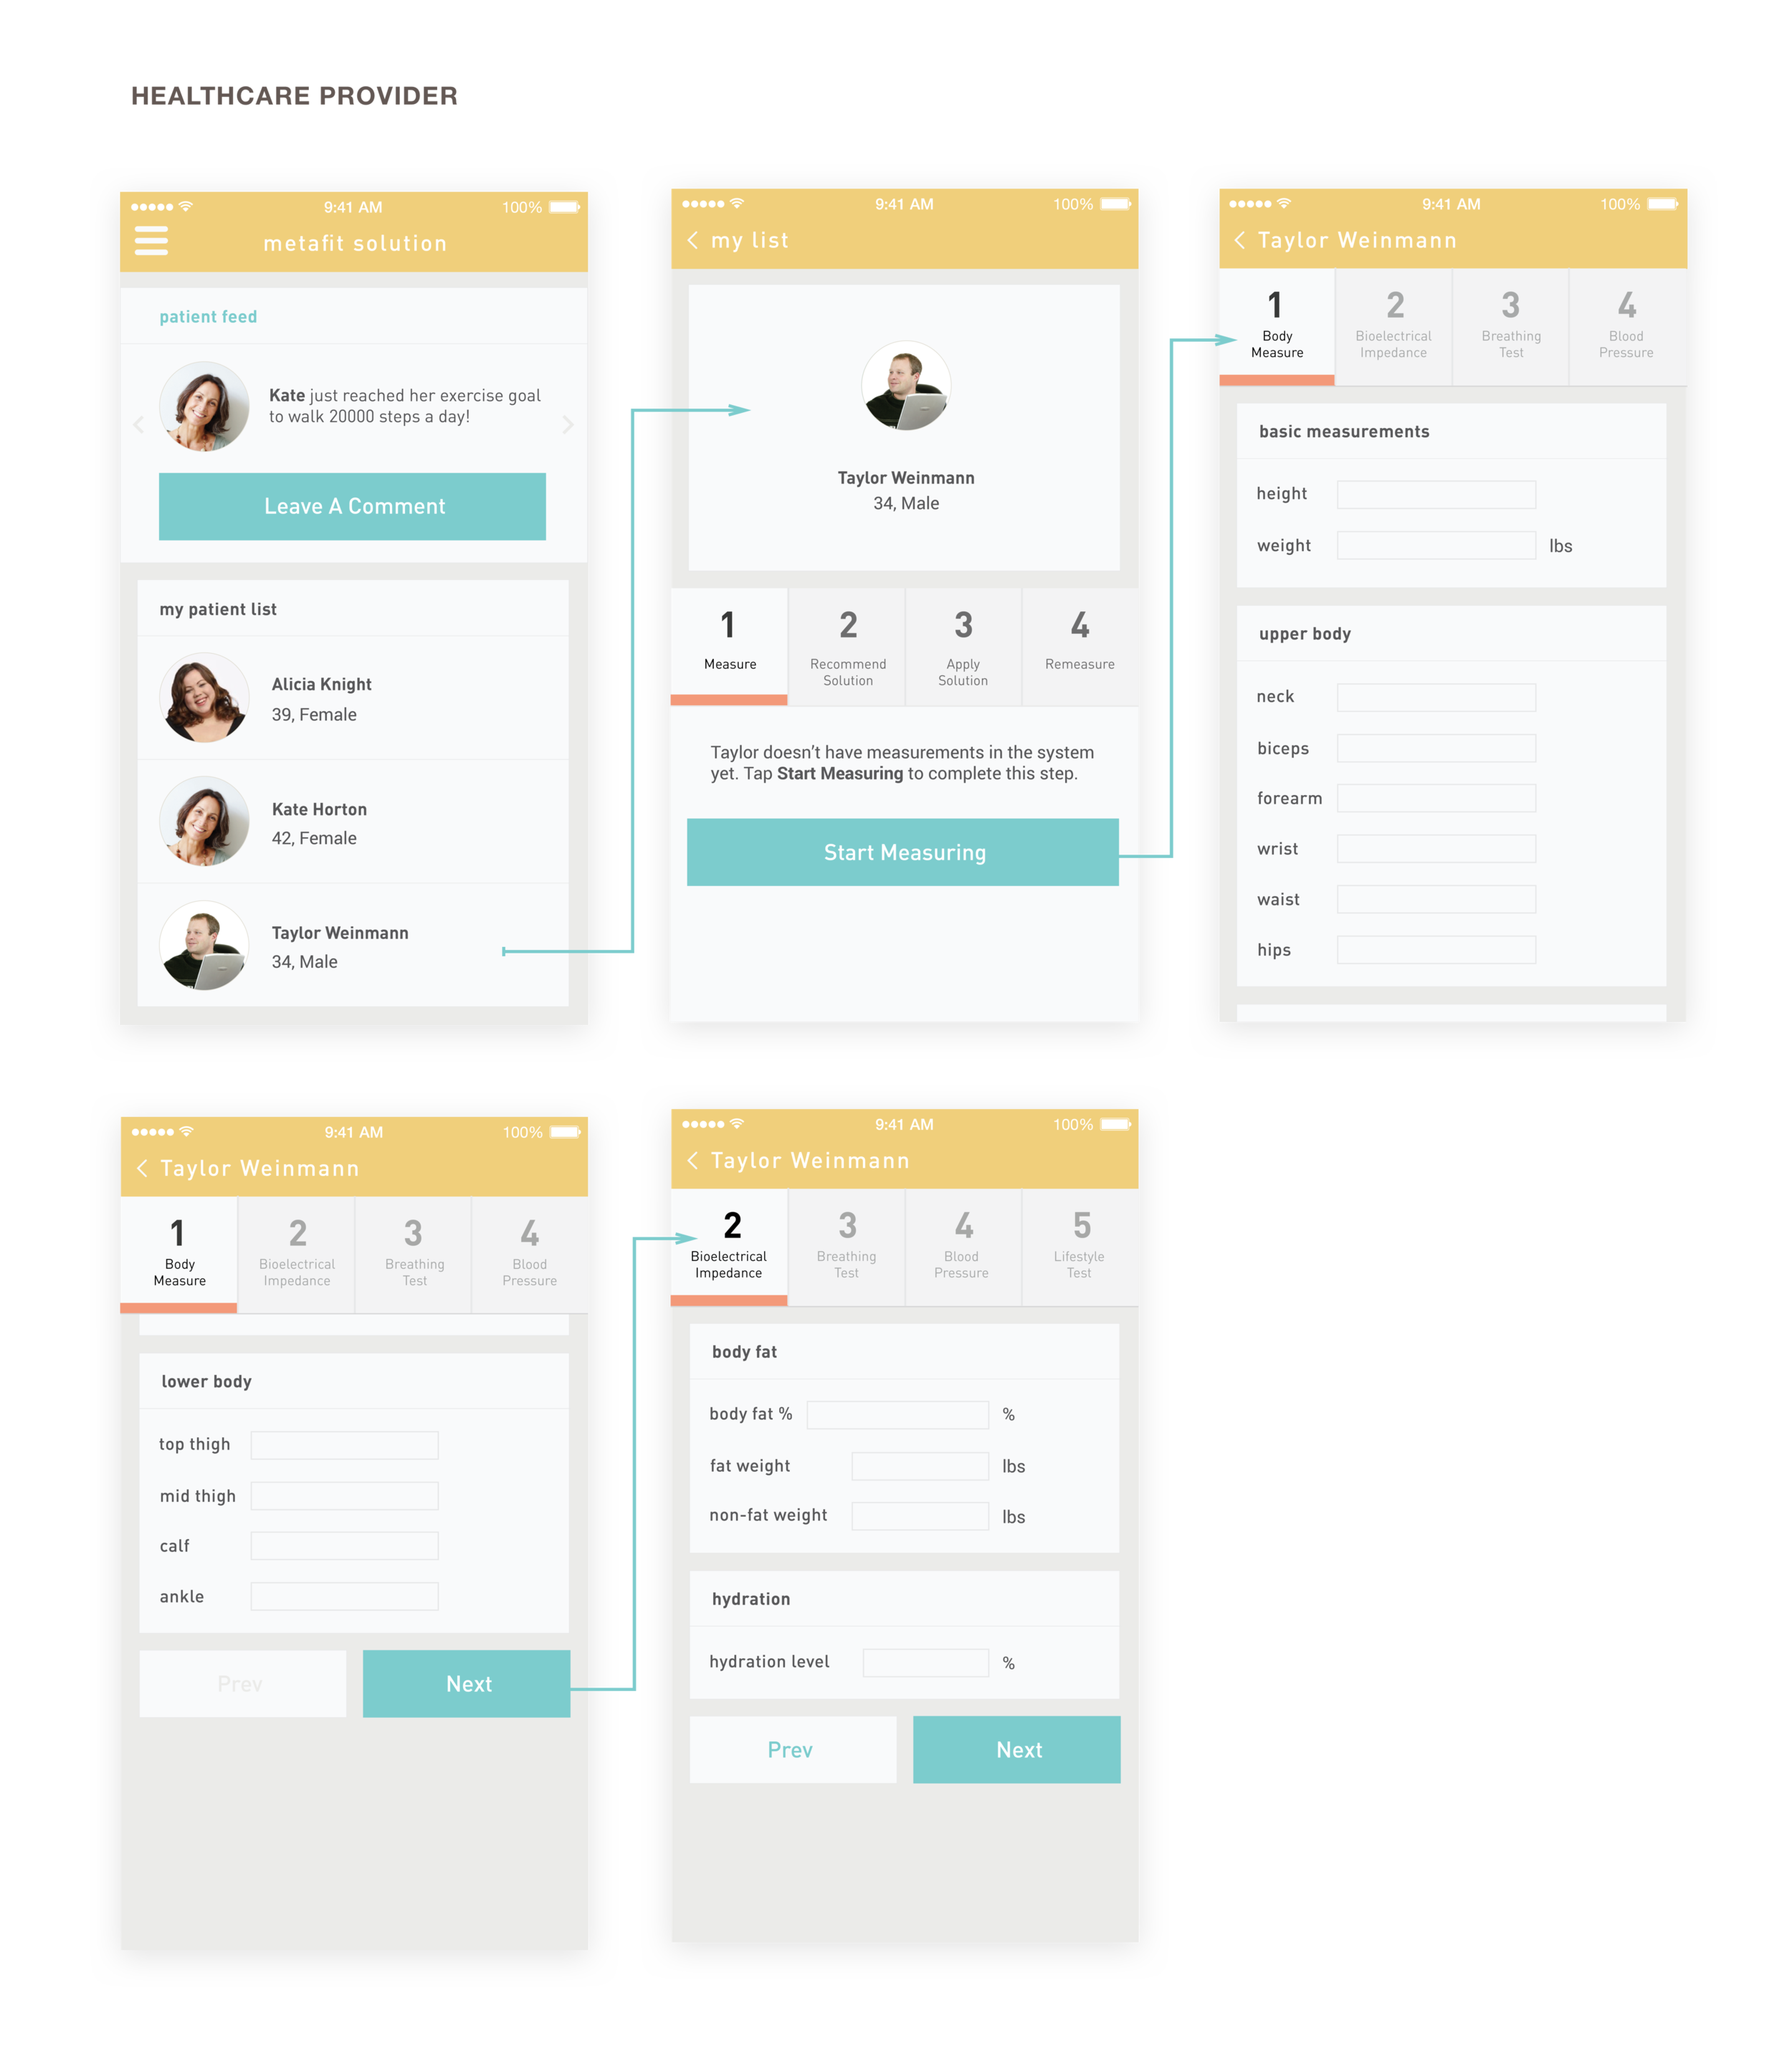 HEALTHCARE PROVIDER
9:41 AM 100%
metafit solution
patient feed
Kate just reached her exercise goal
to walk 20000 steps a day!
Leave A Comment
my patient list
Alicia Knight
39, Female
Kate Horton
42, Female
Taylor Weinmann
34, Male
9:41 AM 100%
my list
Taylor Weinmann
34, Male
1 2 3 4
Measure Recommend Apply Remeasure
Solution Solution
Taylor doesn’t have measurements in the system
yet. Tap Start Measuring to complete this step.
Start Measuring
9:41 AM 100%
Taylor Weinmann
1 2 3 4
Body Bioelectrical Breathing Blood
Measure Impedance Test Pressure
basic measurements
height
weight lbs
upper body
neck
biceps
forearm
wrist
waist
hips
9:41 AM 100%
Taylor Weinmann
1 2 3 4
Body Bioelectrical Breathing Blood
Measure Impedance Test Pressure
lower body
top thigh
mid thigh
calf
ankle
Prev Next
9:41 AM 100%
Taylor Weinmann
2 3 4 5
Bioelectrical Breathing Blood Lifestyle
Impedance Test Pressure Test
body fat
body fat % %
fat weight lbs
non-fat weight lbs
hydration
hydration level %
Prev Next